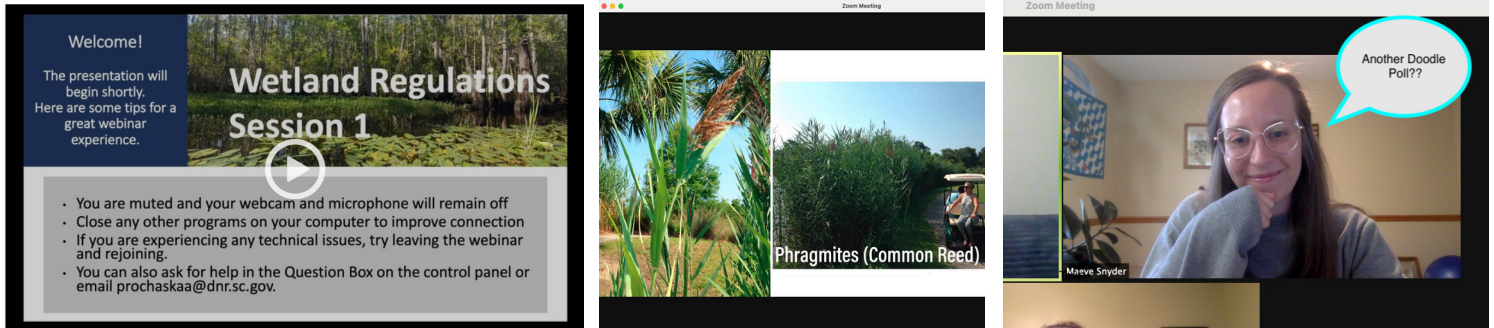 Welcome!
The presentation will
begin shortly.
Here are some tips for a
great webinar
experience.
Wetland Regulations
Session 1
· You are muted and your webcam and microphone will remain off
· Close any other programs on your computer to improve connection
· If you are experiencing any technical issues, try leaving the webinar
and rejoining.
· You can also ask for help in the Question Box on the control panel or
email prochaskaa@dnr.sc.gov.
Zoom Meeting
Phragmites (Common Reed)
Zoom Meeting
Another Doodle
Poll??
Maeve Snyder